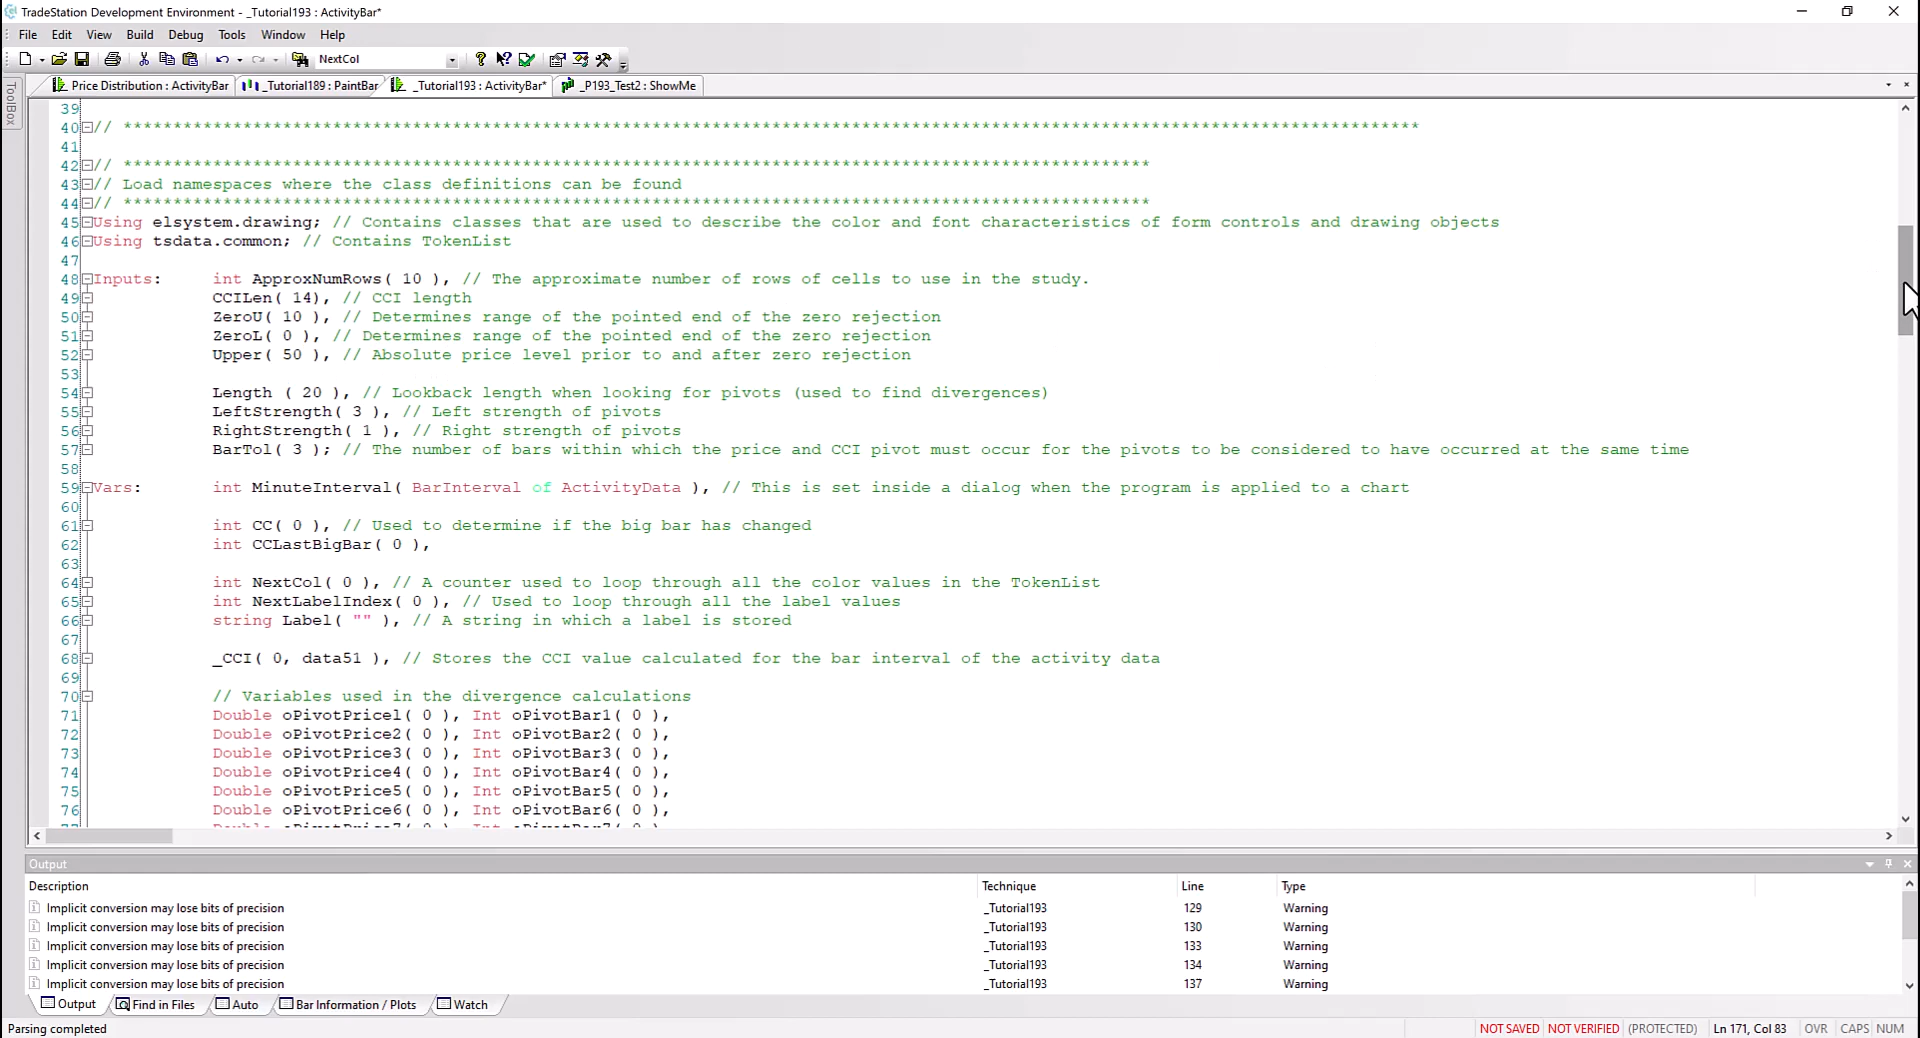 TradeStation Development Environment - _Tutorial193 : ActivityBar*
File Edit View Build Debug Tools Window Help
NextCol
ToolBox
Price Distribution : ActivityBar _Tutorial189 : PaintBar _Tutorial193 : ActivityBar* _P193_Test2 : ShowMe
39
40 // **********************************************************************************************************************************
41
42 // *******************************************************************************************************
43 // Load namespaces where the class definitions can be found
44 // *******************************************************************************************************
45 Using elsystem.drawing; // Contains classes that are used to describe the color and font characteristics of form controls and drawing objects
46 Using tsdata.common; // Contains TokenList
47
48 Inputs: int ApproxNumRows( 10 ), // The approximate number of rows of cells to use in the study.
49 CCILen( 14), // CCI length
50 ZeroU( 10 ), // Determines range of the pointed end of the zero rejection
51 ZeroL( 0 ), // Determines range of the pointed end of the zero rejection
52 Upper( 50 ), // Absolute price level prior to and after zero rejection
53
54 Length ( 20 ), // Lookback length when looking for pivots (used to find divergences)
55 LeftStrength( 3 ), // Left strength of pivots
56 RightStrength( 1 ), // Right strength of pivots
57 BarTol( 3 ); // The number of bars within which the price and CCI pivot must occur for the pivots to be considered to have occurred at the same time
58
59 Vars: int MinuteInterval( BarInterval of ActivityData ), // This is set inside a dialog when the program is applied to a chart
60
61 int CC( 0 ), // Used to determine if the big bar has changed
62 int CCLastBigBar( 0 ),
63
64 int NextCol( 0 ), // A counter used to loop through all the color values in the TokenList
65 int NextLabelIndex( 0 ), // Used to loop through all the label values
66 string Label( "" ), // A string in which a label is stored
67
68 _CCI( 0, data51 ), // Stores the CCI value calculated for the bar interval of the activity data
69
70 // Variables used in the divergence calculations
71 Double oPivotPrice1( 0 ), Int oPivotBar1( 0 ),
72 Double oPivotPrice2( 0 ), Int oPivotBar2( 0 ),
73 Double oPivotPrice3( 0 ), Int oPivotBar3( 0 ),
74 Double oPivotPrice4( 0 ), Int oPivotBar4( 0 ),
75 Double oPivotPrice5( 0 ), Int oPivotBar5( 0 ),
76 Double oPivotPrice6( 0 ), Int oPivotBar6( 0 ),
Output
Description Technique Line Type
Implicit conversion may lose bits of precision _Tutorial193 129 Warning
Implicit conversion may lose bits of precision _Tutorial193 130 Warning
Implicit conversion may lose bits of precision _Tutorial193 133 Warning
Implicit conversion may lose bits of precision _Tutorial193 134 Warning
Implicit conversion may lose bits of precision _Tutorial193 137 Warning
Output Find in Files Auto Bar Information / Plots Watch
Parsing completed NOT SAVED NOT VERIFIED (PROTECTED) Ln 171, Col 83 OVR CAPS NUM